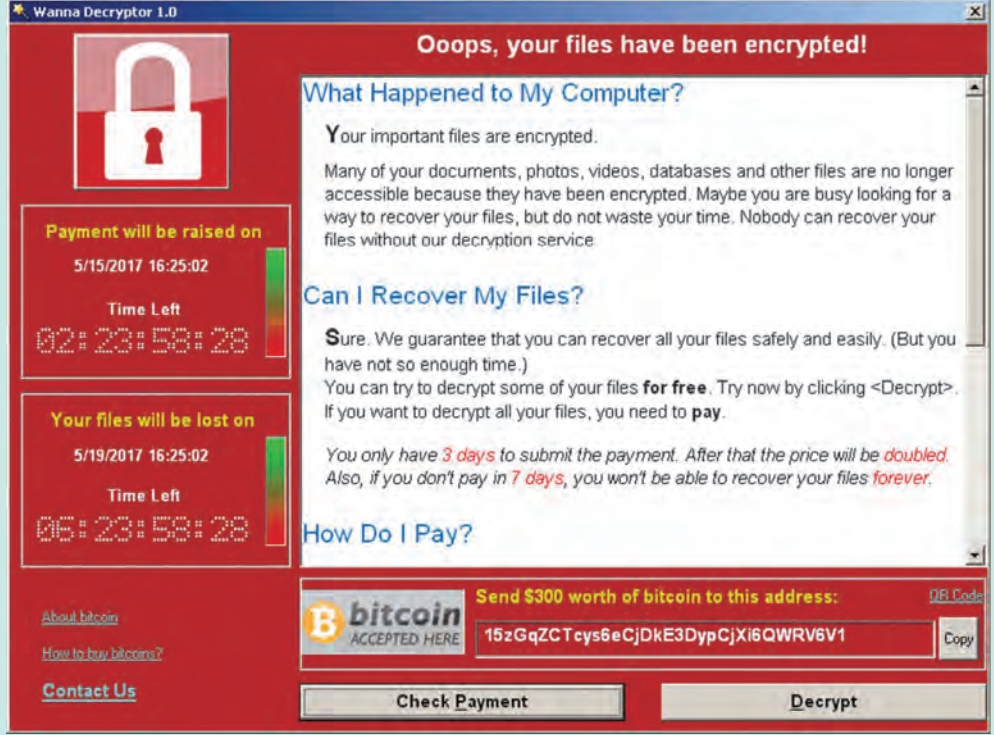 Wanna Decryptor 1.0
Ooops, your files have been encrypted!
What Happened to My Computer?
Your important files are encrypted.
Many of your documents, photos, videos, databases and other files are no longer
accessible because they have been encrypted. Maybe you are busy looking for a
way to recover your files, but do not waste your time. Nobody can recover your
files without our decryption service
Can I Recover My Files?
Sure. We guarantee that you can recover all your files safely and easily. (But you
have not so enough time.)
You can try to decrypt some of your files for free. Try now by clicking <Decrypt>.
If you want to decrypt all your files, you need to pay.
You only have 3 days to submit the payment. After that the price will be doubled.
Also, if you don't pay in 7 days, you won't be able to recover your files forever.
How Do I Pay?
Payment will be raised on
5/15/2017 16:25:02
Time Left
02:23:58:28
Your files will be lost on
5/19/2017 16:25:02
Time Left
06:23:58:28
About bitcoin
How to buy bitcoins?
Contact Us
bitcoin
ACCEPTED HERE
Send $300 worth of bitcoin to this address:
QR Code
15zGqZCTcys6eCjDkE3DypCjXi6QWRV6V1
Copy
Check Payment
Decrypt